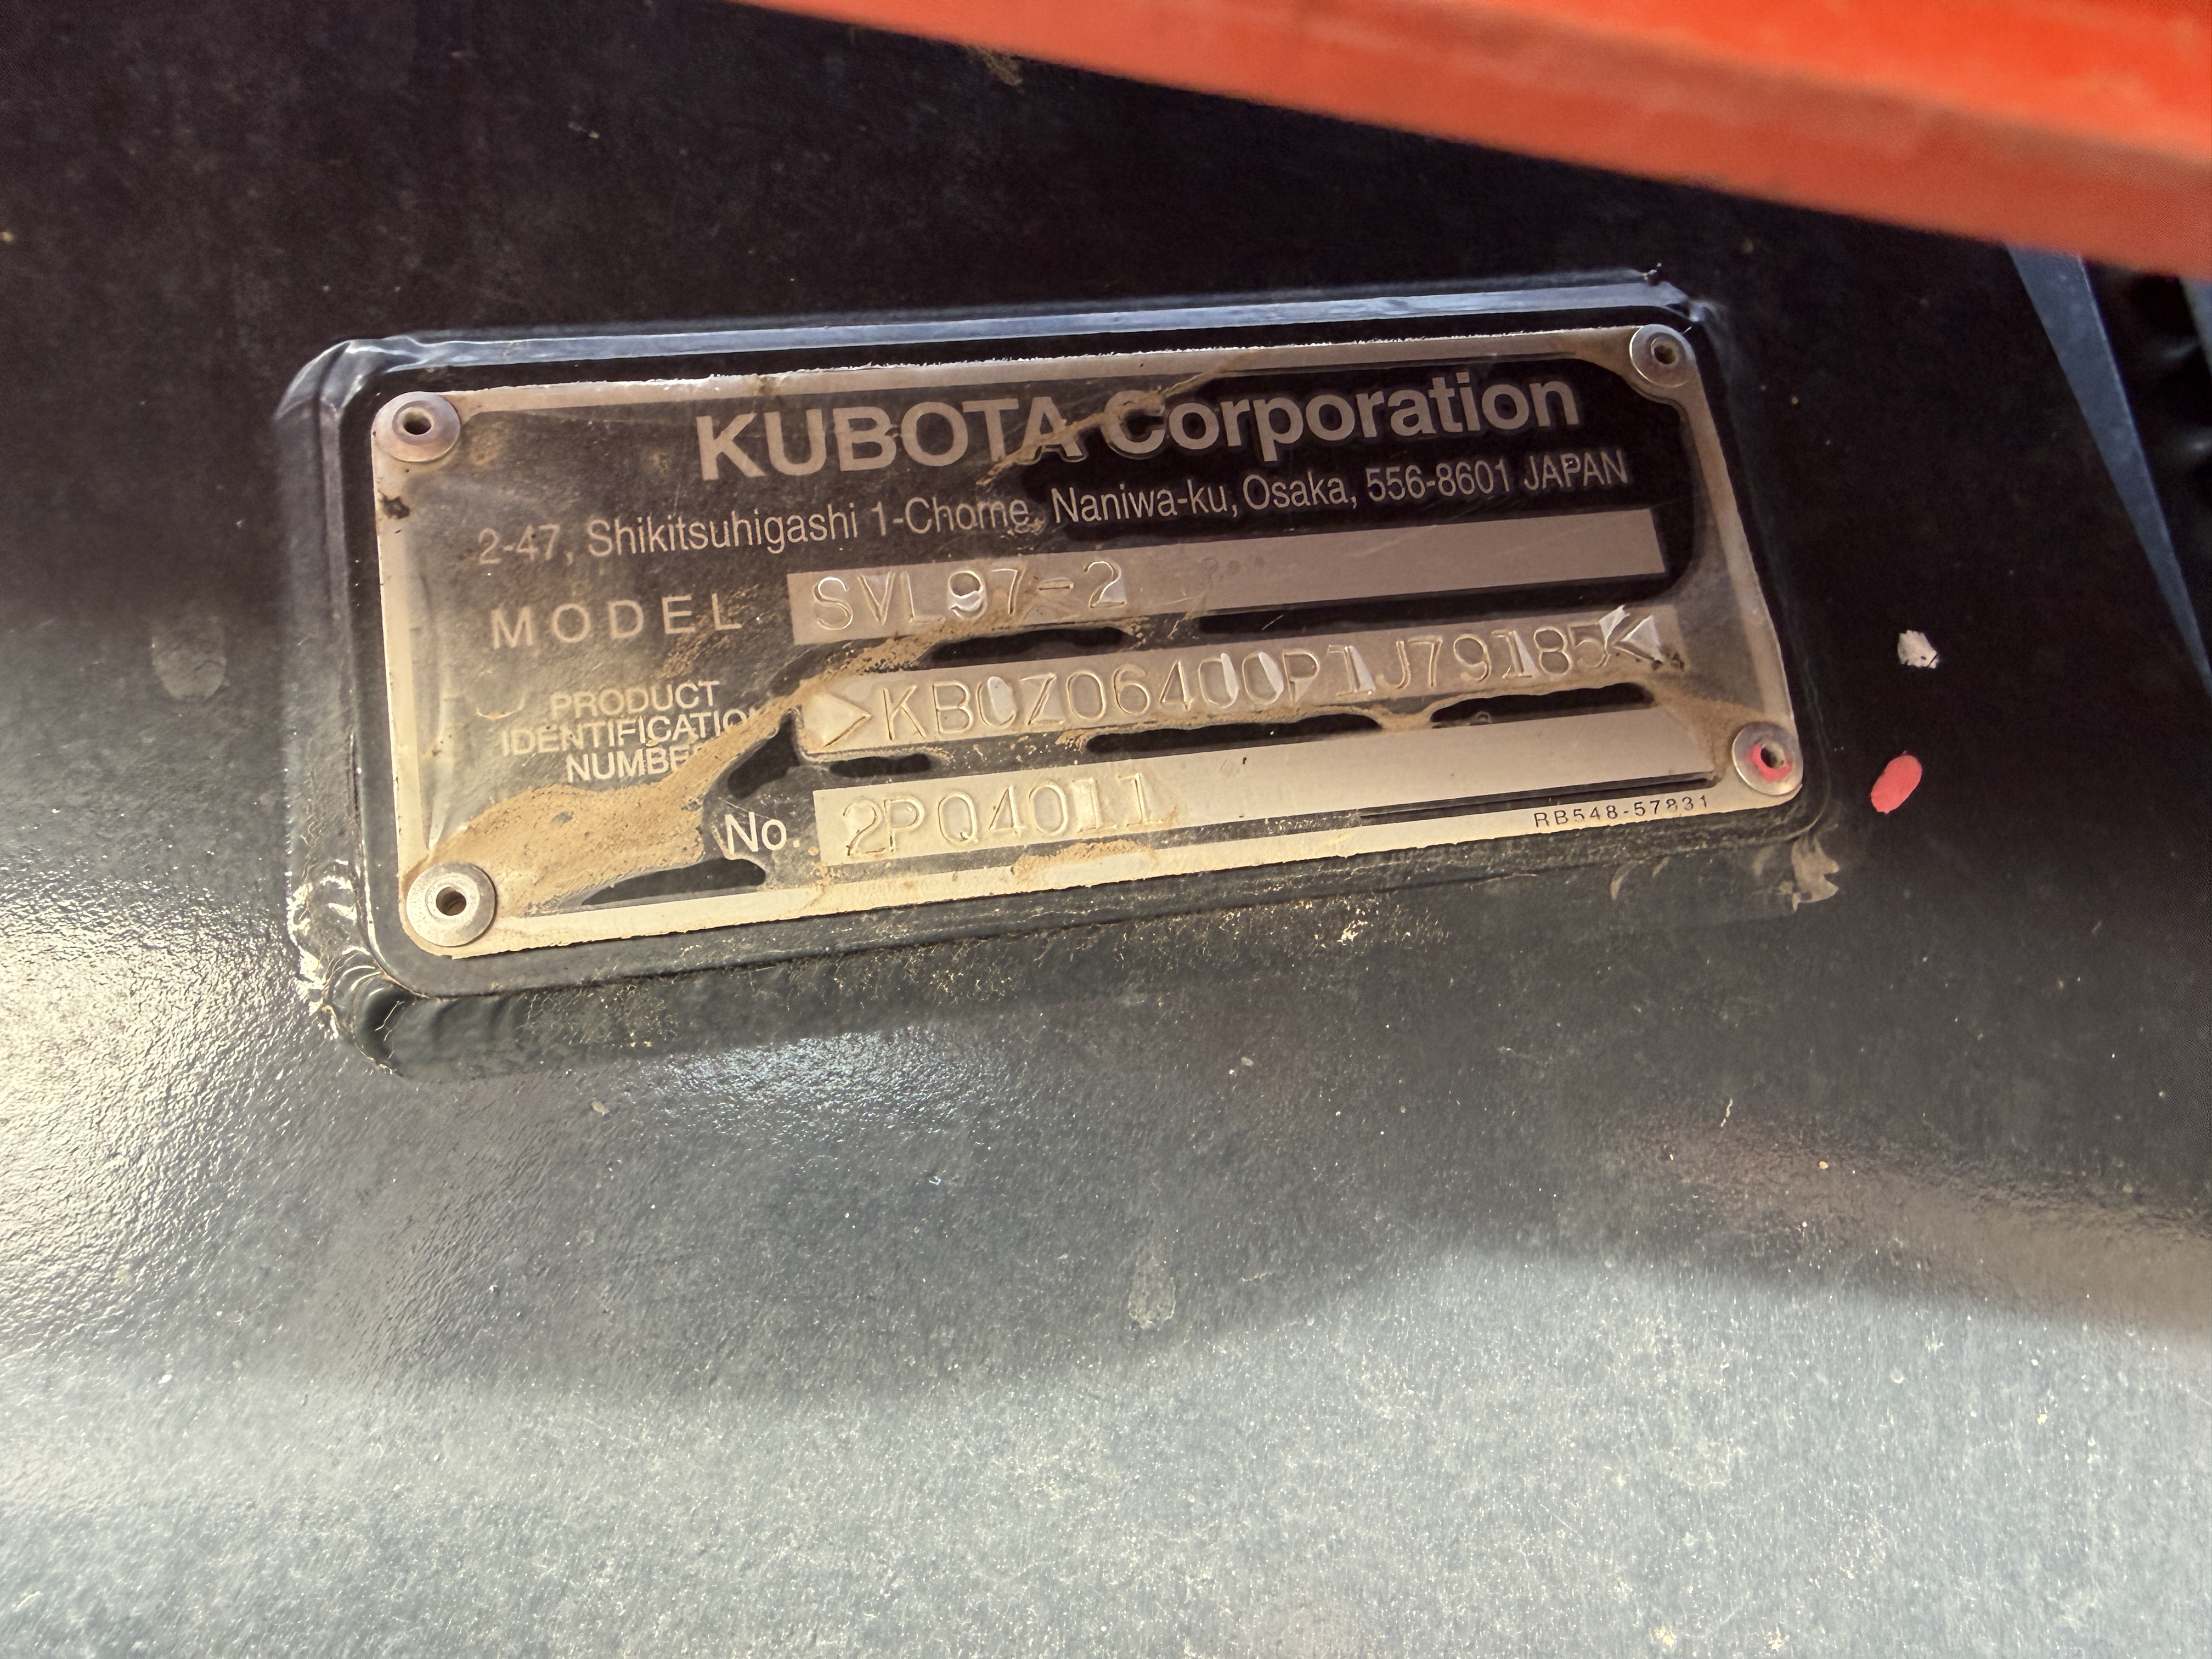 KUBOTA Corporation
2-47, Shikitsuhigashi 1-Chome, Naniwa-ku, Osaka, 556-8601 JAPAN
MODEL SVL97-2
PRODUCT
IDENTIFICATION
NUMBER
>KBCZ06400P1J79185<
No. 2PQ4011
RB548-57831